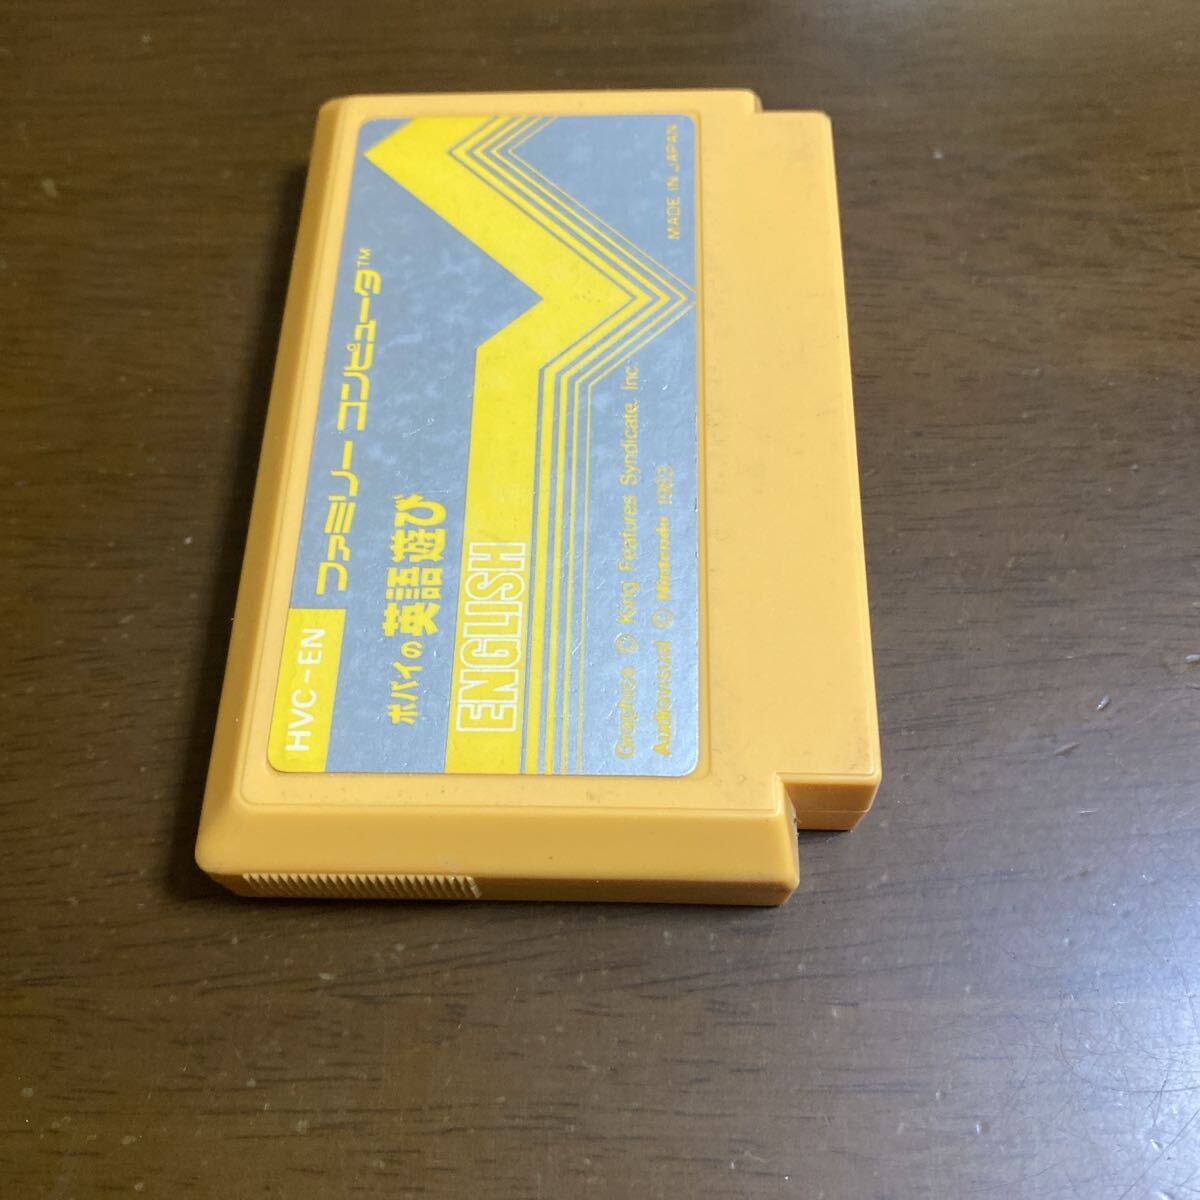 HVC-EN
ファミリー コンピュータ™
ポパイの英語遊び
ENGLISH
Graphics © King Features Syndicate. Inc.
Audiovisual © Nintendo 1983
MADE IN JAPAN